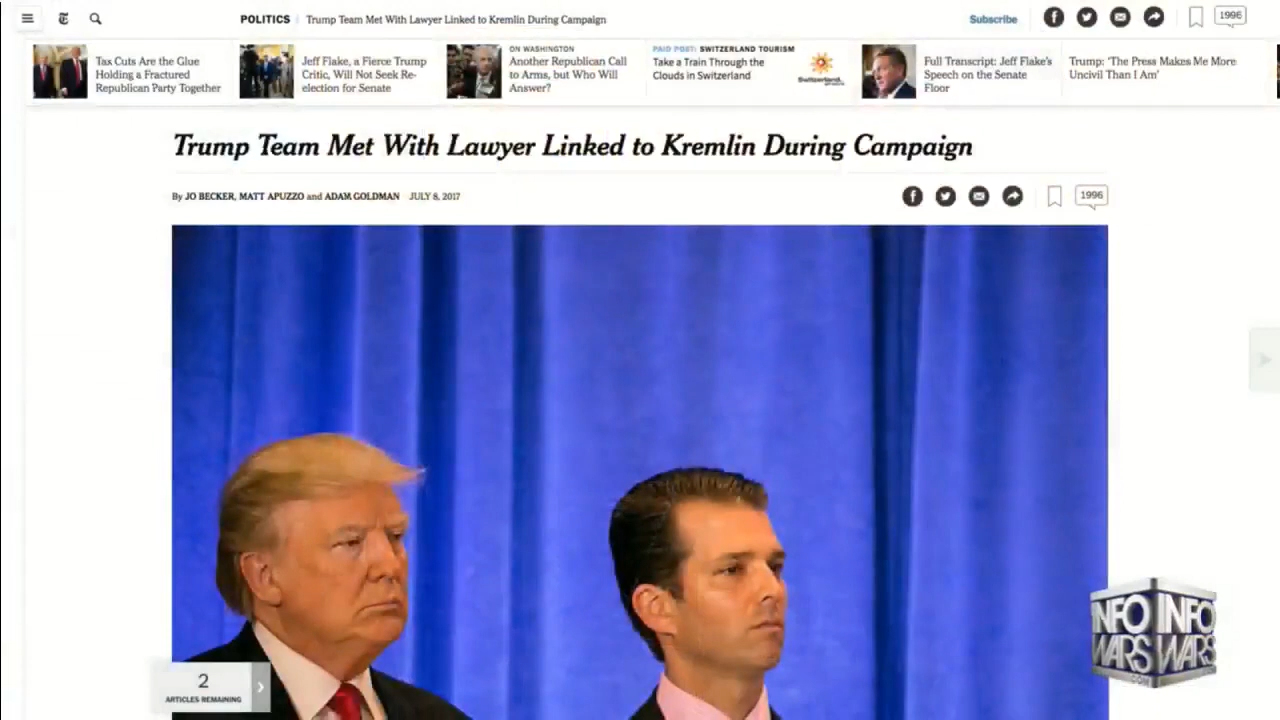 POLITICS Trump Team Met With Lawyer Linked to Kremlin During Campaign Subscribe 1996
Tax Cuts Are the Glue
Holding a Fractured
Republican Party Together
Jeff Flake, a Fierce Trump
Critic, Will Not Seek Re-
election for Senate
ON WASHINGTON
Another Republican Call
to Arms, but Who Will
Answer?
PAID POST: SWITZERLAND TOURISM
Take a Train Through the
Clouds in Switzerland
Switzerland.
Full Transcript: Jeff Flake's
Speech on the Senate
Floor
Trump: 'The Press Makes Me More
Uncivil Than I Am'
Trump Team Met With Lawyer Linked to Kremlin During Campaign
By JO BECKER, MATT APUZZO and ADAM GOLDMAN JULY 8, 2017
1996
2
ARTICLES REMAINING
INFO INFO
WARS WARS
.COM